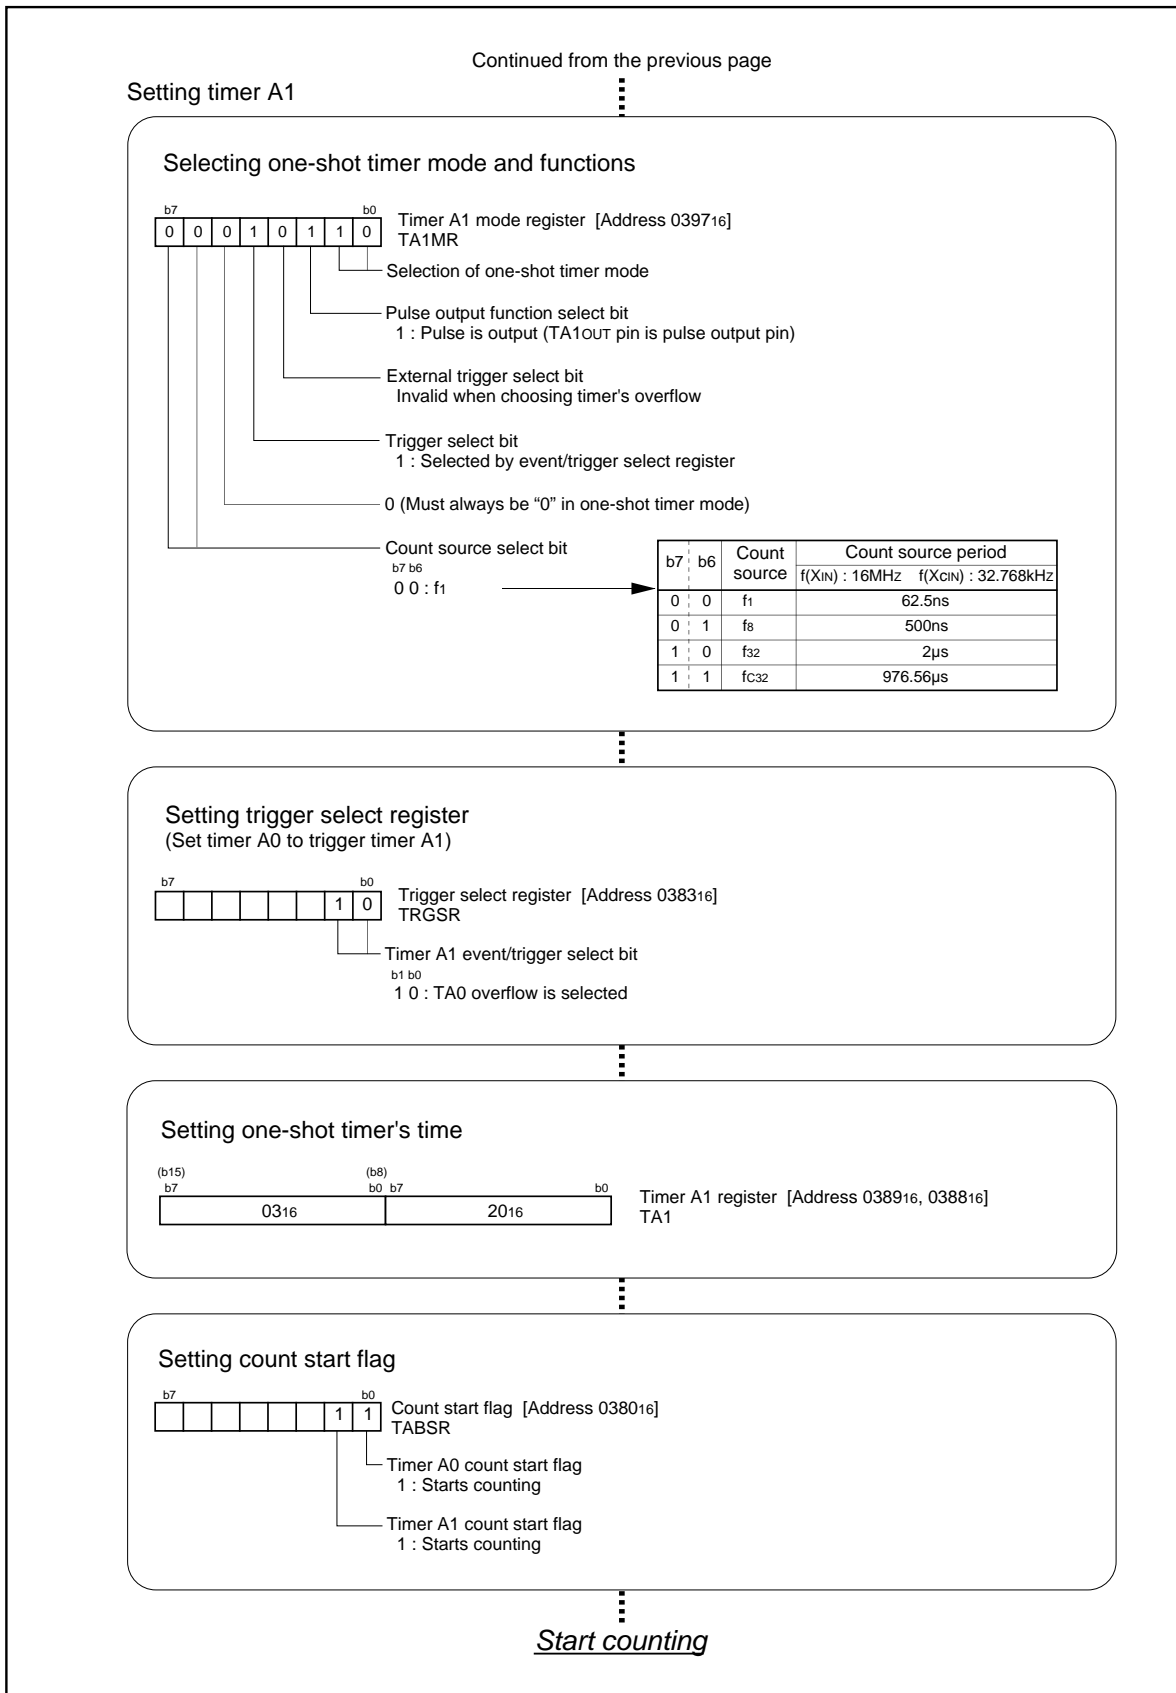 Continued from the previous page
Setting timer A1
Selecting one-shot timer mode and functions
b7 b0
0 0 0 1 0 1 1 0
Timer A1 mode register [Address 039716]
TA1MR
Selection of one-shot timer mode
Pulse output function select bit
1 : Pulse is output (TA1OUT pin is pulse output pin)
External trigger select bit
Invalid when choosing timer's overflow
Trigger select bit
1 : Selected by event/trigger select register
0 (Must always be “0” in one-shot timer mode)
Count source select bit
b7 b6
0 0 : f1
b7 b6 Count source Count source period
f(XIN) : 16MHz f(XCIN) : 32.768kHz
0 0 f1 62.5ns
0 1 f8 500ns
1 0 f32 2µs
1 1 fC32 976.56µs
Setting trigger select register
(Set timer A0 to trigger timer A1)
b7 b0
1 0
Trigger select register [Address 038316]
TRGSR
Timer A1 event/trigger select bit
b1 b0
1 0 : TA0 overflow is selected
Setting one-shot timer's time
(b15) (b8)
b7 b0 b7 b0
0316 2016
Timer A1 register [Address 038916, 038816]
TA1
Setting count start flag
b7 b0
1 1
Count start flag [Address 038016]
TABSR
Timer A0 count start flag
1 : Starts counting
Timer A1 count start flag
1 : Starts counting
Start counting